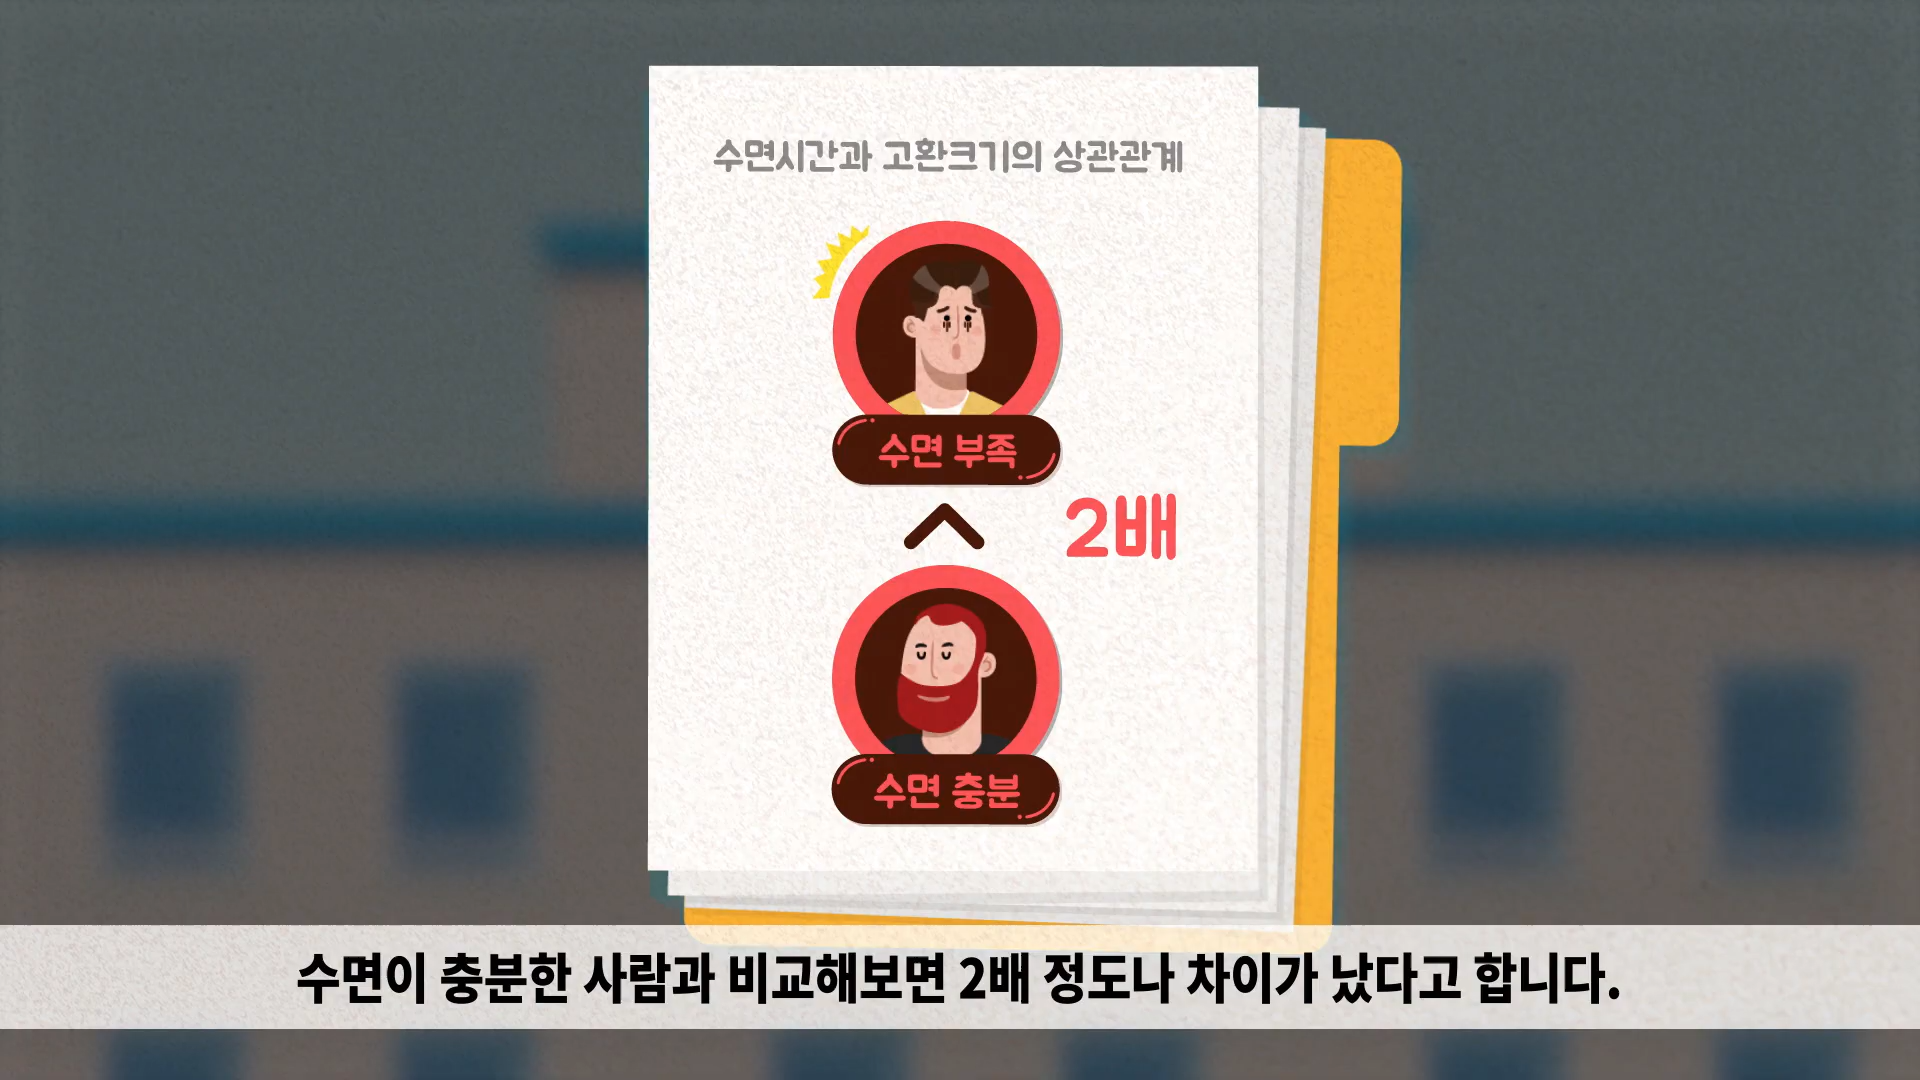 수면시간과 고환크기의 상관관계
수면 부족
2배
수면 충분
수면이 충분한 사람과 비교해보면 2배 정도나 차이가 났다고 합니다.